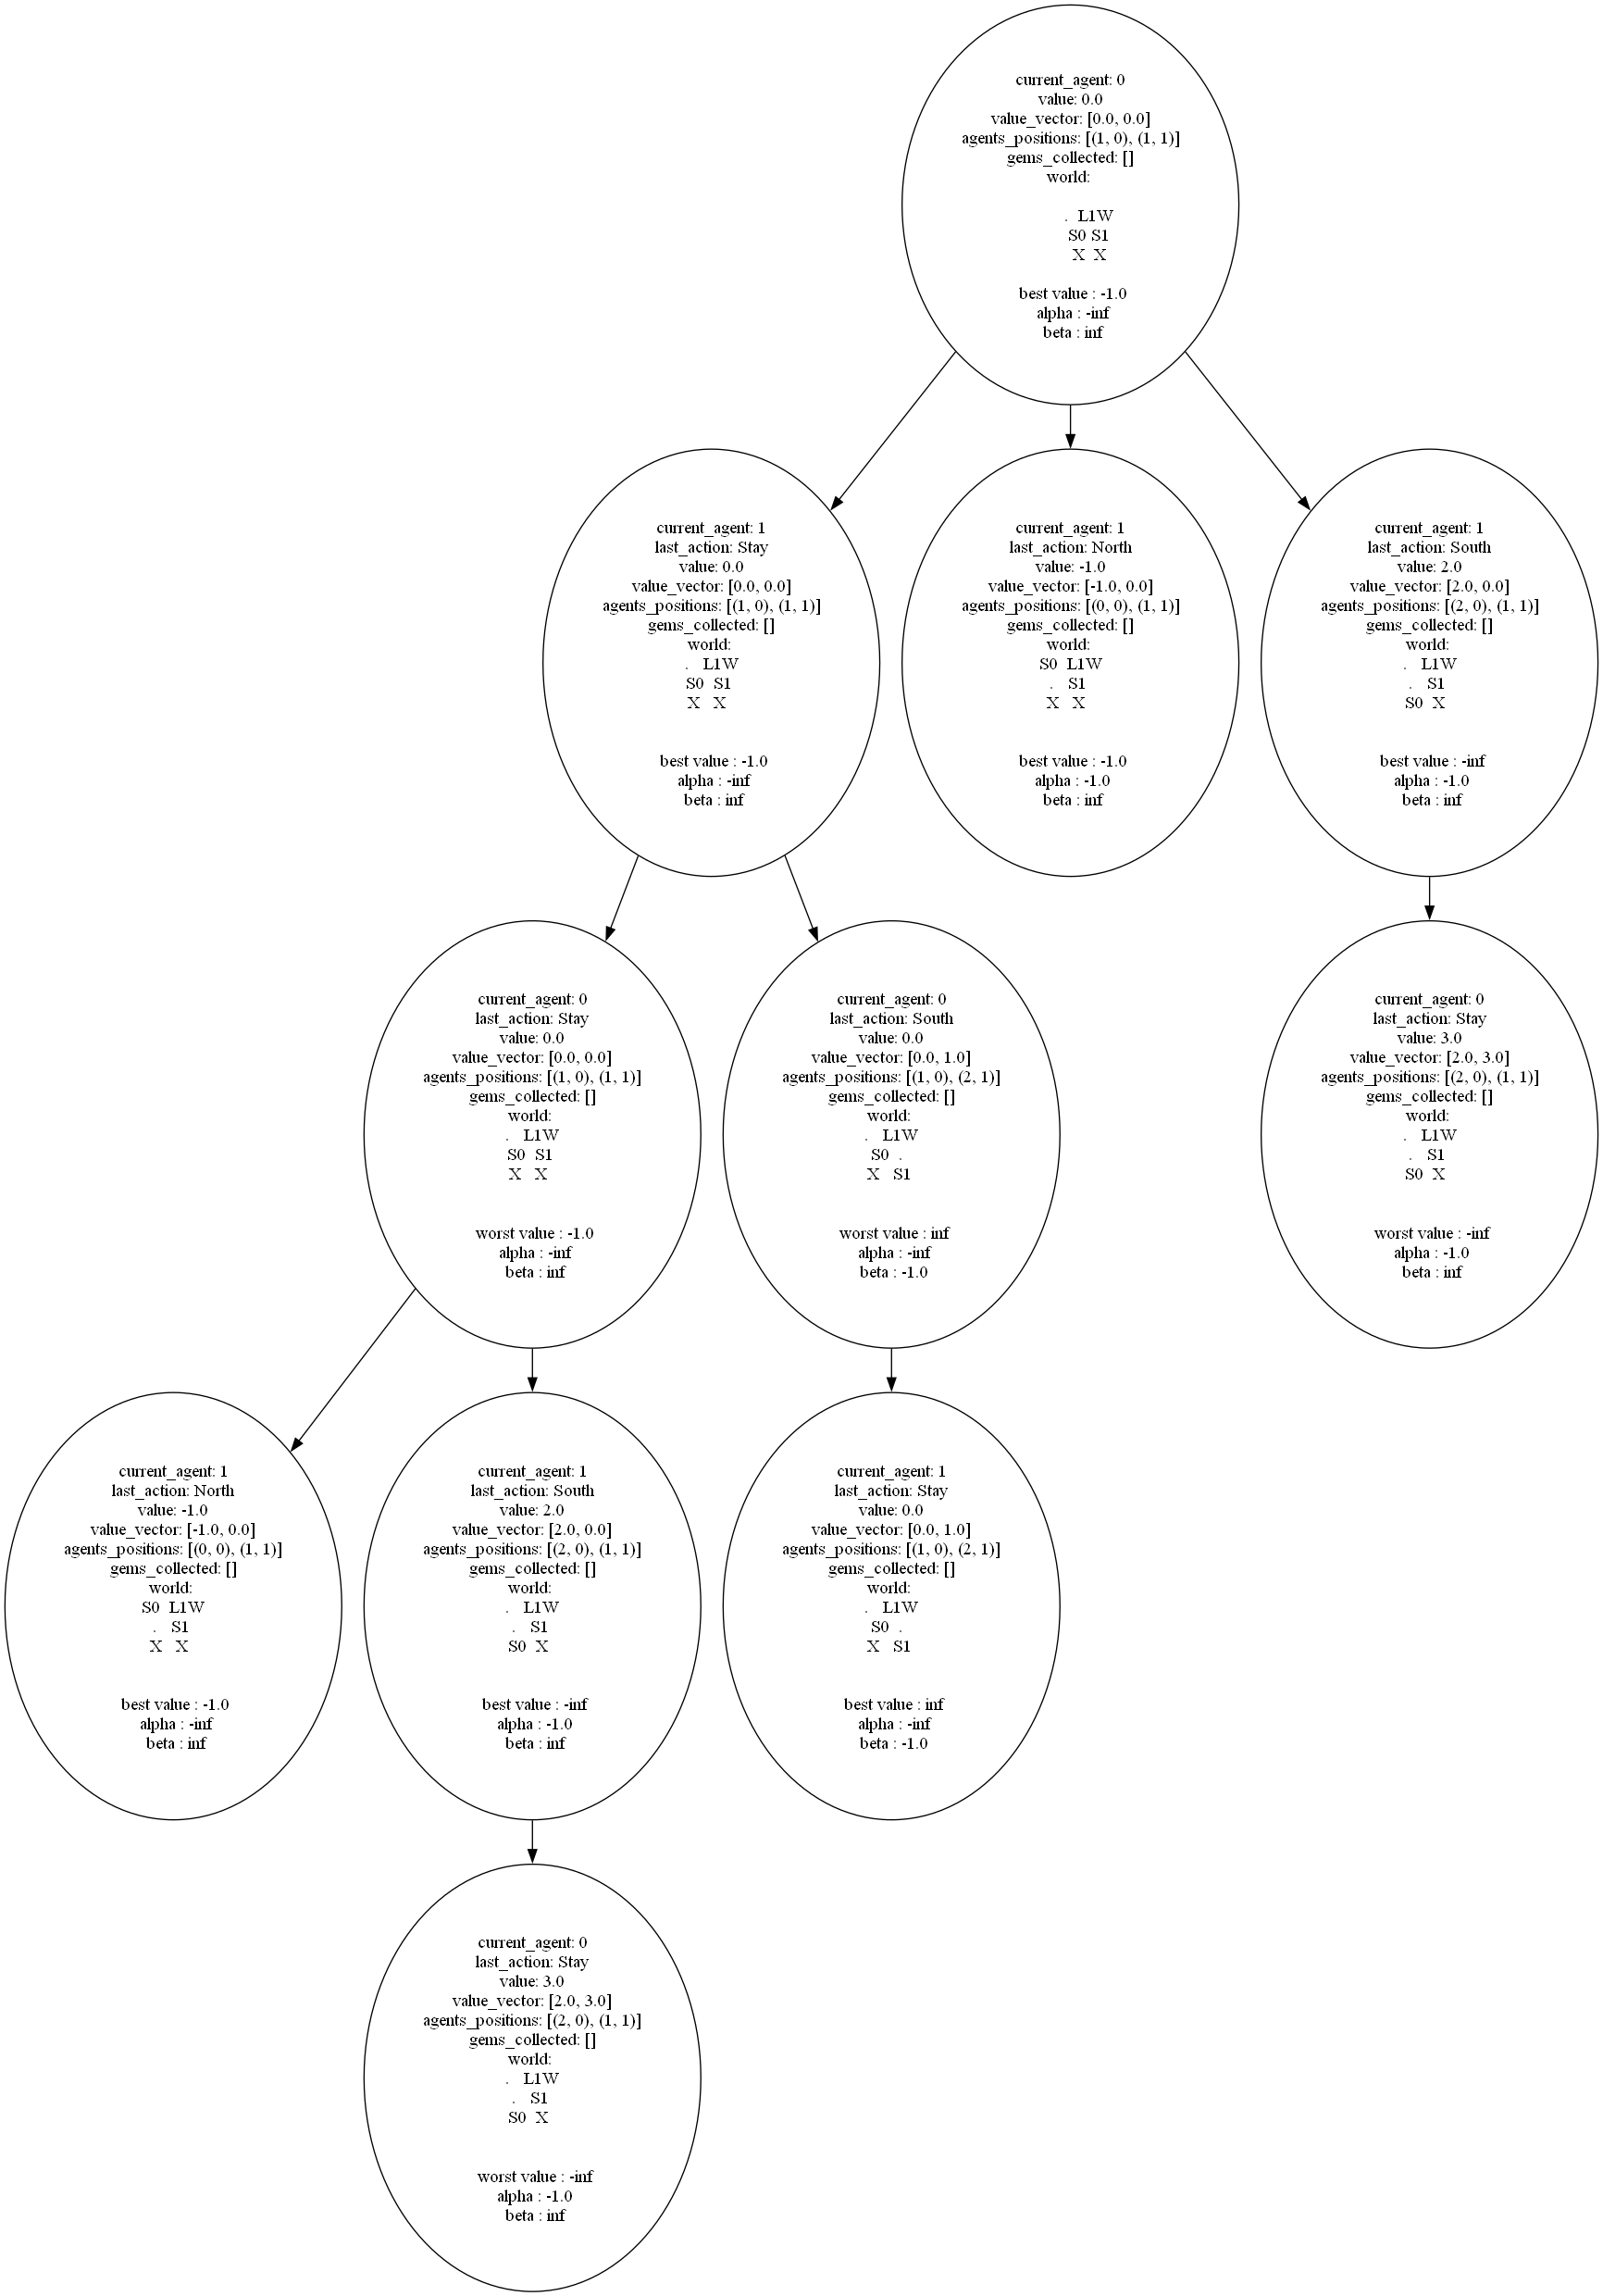 current_agent: 0
value: 0.0
value_vector: [0.0, 0.0]
agents_positions: [(1, 0), (1, 1)]
gems_collected: []
world:
. L1W
S0 S1
X X
best value : -1.0
alpha : -inf
beta : inf
current_agent: 1
last_action: Stay
value: 0.0
value_vector: [0.0, 0.0]
agents_positions: [(1, 0), (1, 1)]
gems_collected: []
world:
. L1W
S0 S1
X X
best value : -1.0
alpha : -inf
beta : inf
current_agent: 1
last_action: North
value: -1.0
value_vector: [-1.0, 0.0]
agents_positions: [(0, 0), (1, 1)]
gems_collected: []
world:
S0 L1W
. S1
X X
best value : -1.0
alpha : -1.0
beta : inf
current_agent: 1
last_action: South
value: 2.0
value_vector: [2.0, 0.0]
agents_positions: [(2, 0), (1, 1)]
gems_collected: []
world:
. L1W
. S1
S0 X
best value : -inf
alpha : -1.0
beta : inf
current_agent: 0
last_action: Stay
value: 0.0
value_vector: [0.0, 0.0]
agents_positions: [(1, 0), (1, 1)]
gems_collected: []
world:
. L1W
S0 S1
X X
worst value : -1.0
alpha : -inf
beta : inf
current_agent: 0
last_action: South
value: 0.0
value_vector: [0.0, 1.0]
agents_positions: [(1, 0), (2, 1)]
gems_collected: []
world:
. L1W
S0 .
X S1
worst value : inf
alpha : -inf
beta : -1.0
current_agent: 0
last_action: Stay
value: 3.0
value_vector: [2.0, 3.0]
agents_positions: [(2, 0), (1, 1)]
gems_collected: []
world:
. L1W
. S1
S0 X
worst value : -inf
alpha : -1.0
beta : inf
current_agent: 1
last_action: North
value: -1.0
value_vector: [-1.0, 0.0]
agents_positions: [(0, 0), (1, 1)]
gems_collected: []
world:
S0 L1W
. S1
X X
best value : -1.0
alpha : -inf
beta : inf
current_agent: 1
last_action: South
value: 2.0
value_vector: [2.0, 0.0]
agents_positions: [(2, 0), (1, 1)]
gems_collected: []
world:
. L1W
. S1
S0 X
best value : -inf
alpha : -1.0
beta : inf
current_agent: 1
last_action: Stay
value: 0.0
value_vector: [0.0, 1.0]
agents_positions: [(1, 0), (2, 1)]
gems_collected: []
world:
. L1W
S0 .
X S1
best value : inf
alpha : -inf
beta : -1.0
current_agent: 0
last_action: Stay
value: 3.0
value_vector: [2.0, 3.0]
agents_positions: [(2, 0), (1, 1)]
gems_collected: []
world:
. L1W
. S1
S0 X
worst value : -inf
alpha : -1.0
beta : inf